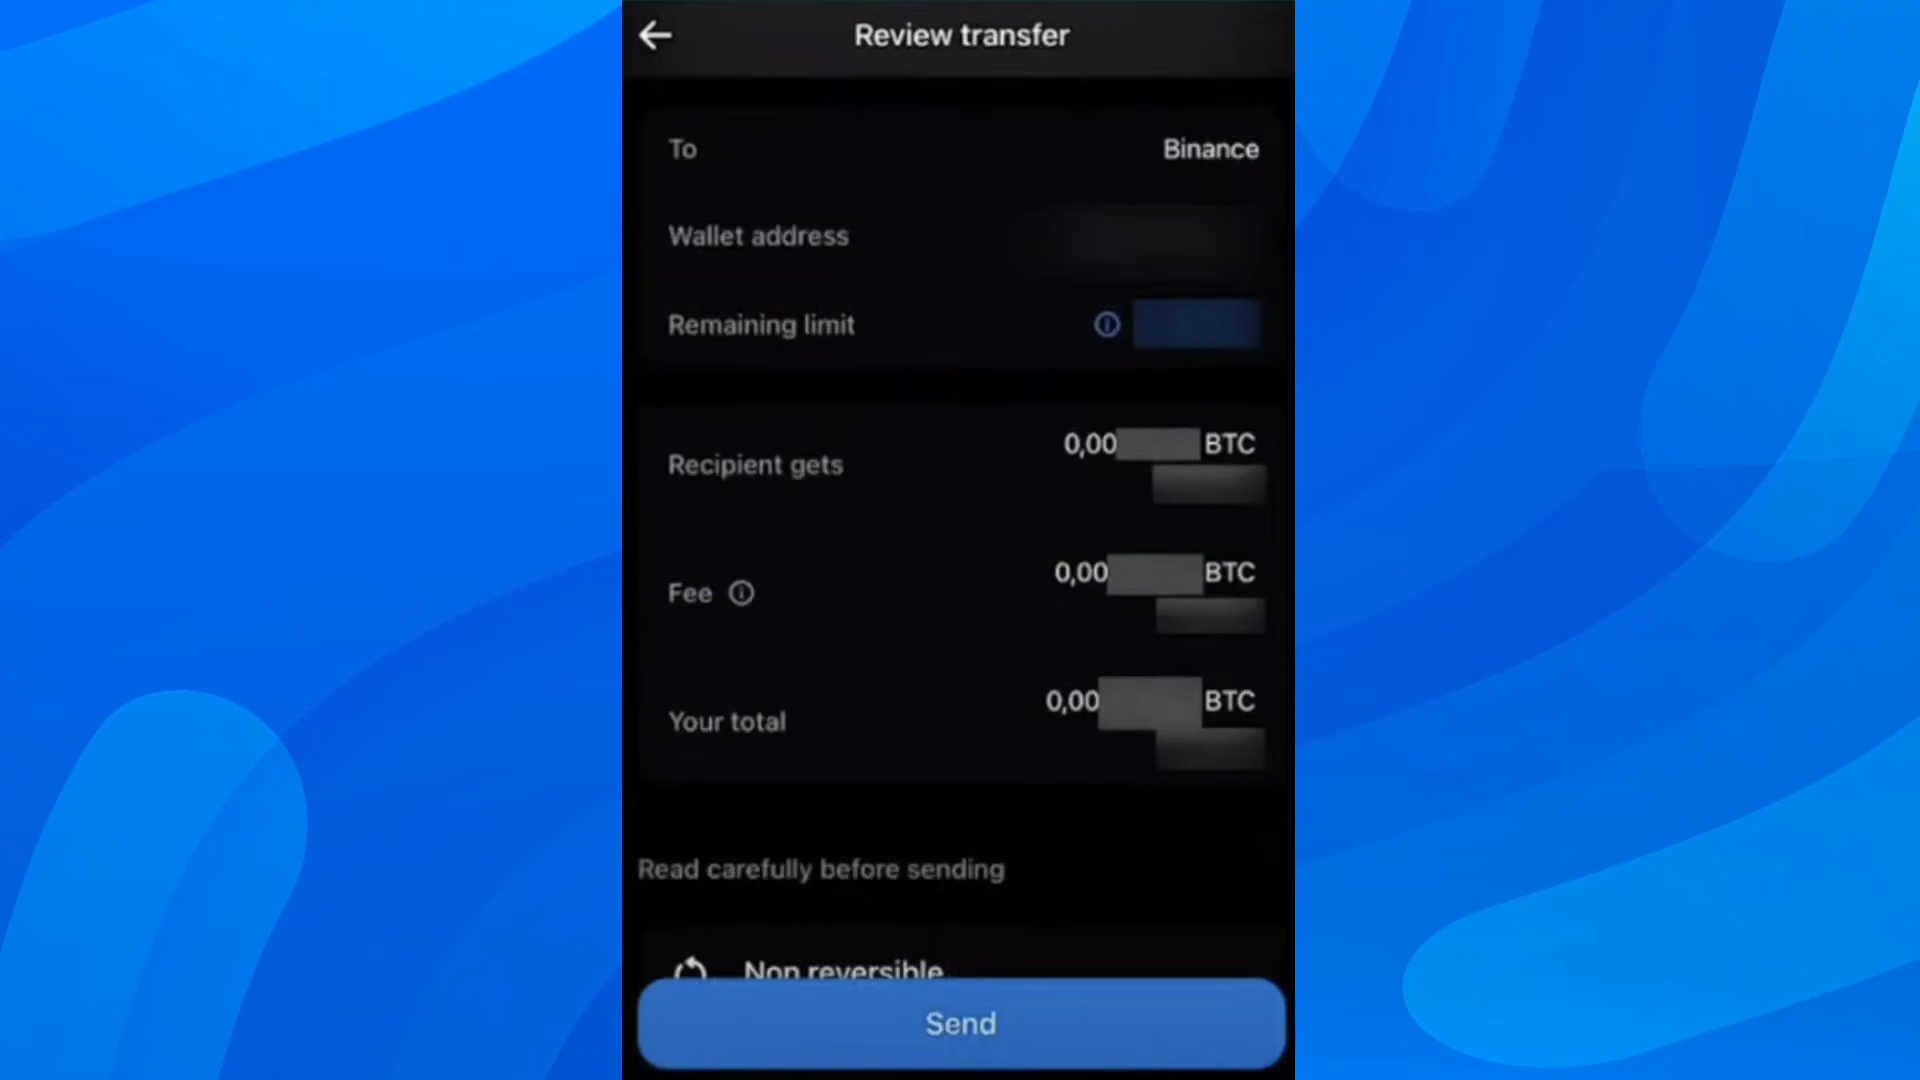 Review transfer
To Binance
Wallet address
Remaining limit
0,00 BTC
Recipient gets
0,00 BTC
Fee
0,00 BTC
Your total
Read carefully before sending
Non reversible
Send